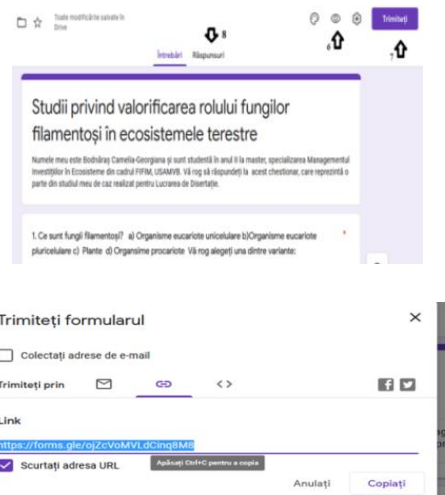 Toate modificările salvate în
Drive
8
Trimiteți
6
7
Întrebări Răspunsuri
Studii privind valorificarea rolului fungilor
filamentoși în ecosistemele terestre
Numele meu este Bodnăraș Camelia-Georgiana și sunt studentă în anul II la master, specializarea Managementul
Investițiilor în Ecosisteme din cadrul FIFIM, USAMVB. Vă rog să răspundeți la acest chestionar, care reprezintă o
parte din studiul meu de caz realizat pentru Lucrarea de Disertație.
1. Ce sunt fungii filamentoși? a) Organisme eucariote unicelulare b)Organisme eucariote *
pluricelulare c) Plante d) Organsime procariote Vă rog alegeți una dintre variante:
Trimiteți formularul
Colectați adrese de e-mail
Trimiteți prin
Link
https://forms.gle/ojZcVoMVLdCinq8M8
Scurtați adresa URL
Apăsați Ctrl+C pentru a copia
Anulați Copiați